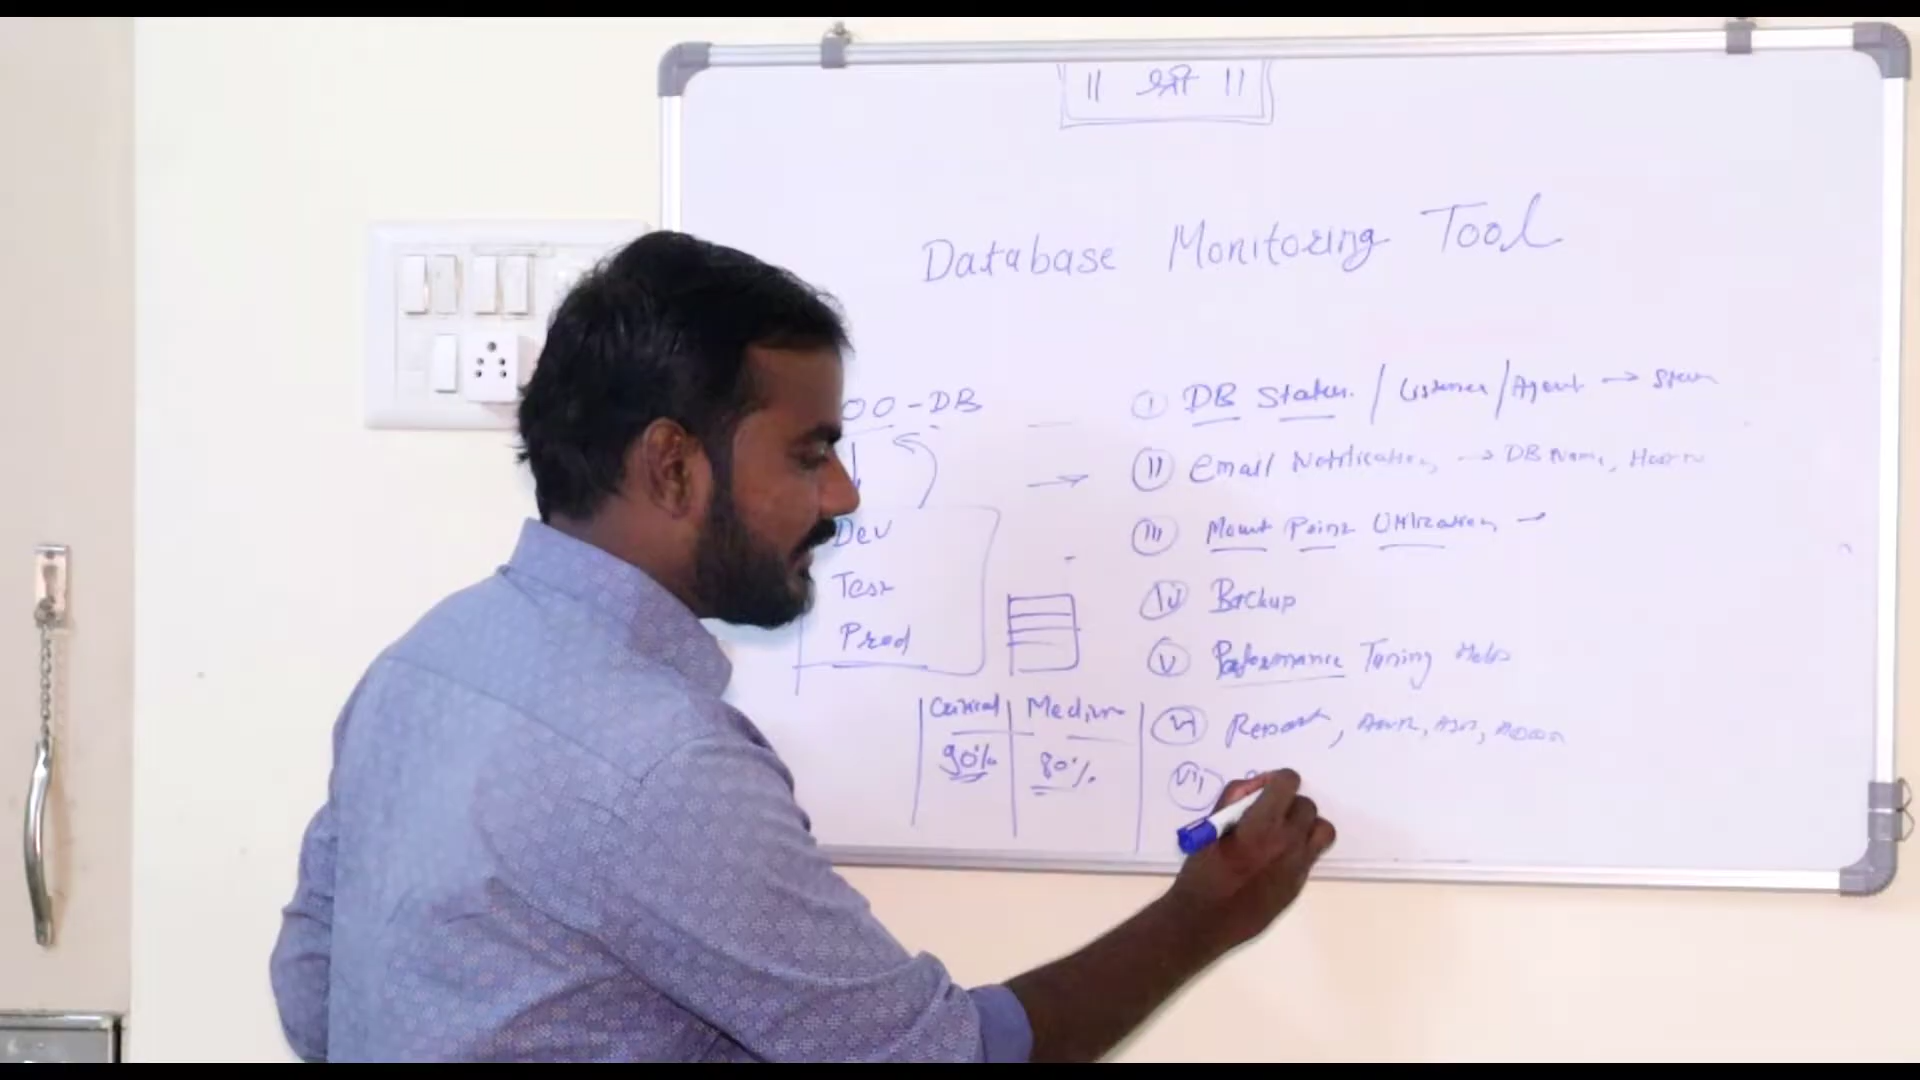 || श्री ||
Database Monitoring Tool
00-DB
Dev
Test
Prod
Critical Medium
90% 80%
I DB Status. / Listener / Agent →
II Email Notification, → DB Name, Host N
III Mount Point Utilization →
IV Backup
V Performance Tuning
VI Report,
VII